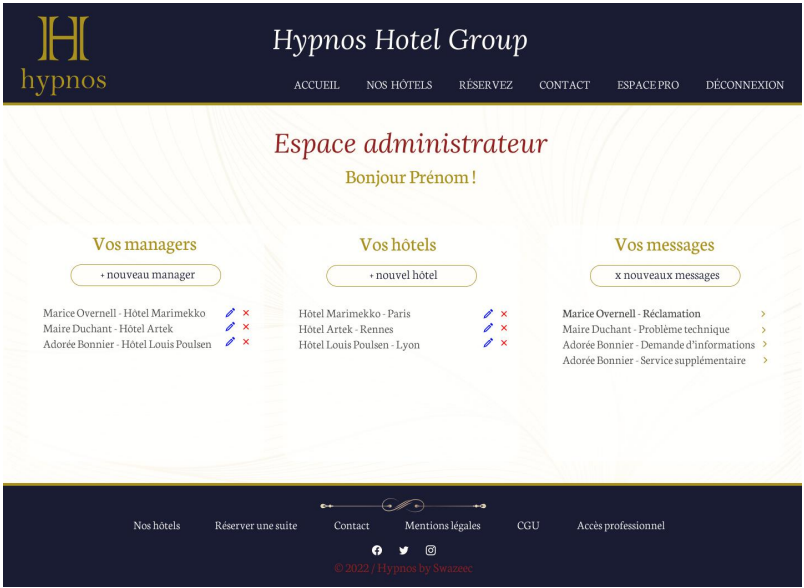 H
hypnos
Hypnos Hotel Group
ACCUEIL NOS HÔTELS RÉSERVEZ CONTACT ESPACE PRO DÉCONNEXION
Espace administrateur
Bonjour Prénom !
Vos managers
+ nouveau manager
Marice Overnell - Hôtel Marimekko
Maire Duchant - Hôtel Artek
Adorée Bonnier - Hôtel Louis Poulsen
Vos hôtels
+ nouvel hôtel
Hôtel Marimekko - Paris
Hôtel Artek - Rennes
Hôtel Louis Poulsen - Lyon
Vos messages
x nouveaux messages
Marice Overnell - Réclamation
Maire Duchant - Problème technique
Adorée Bonnier - Demande d'informations
Adorée Bonnier - Service supplémentaire
Nos hôtels Réserver une suite Contact Mentions légales CGU Accès professionnel
© 2022 / Hypnos by Swazeec